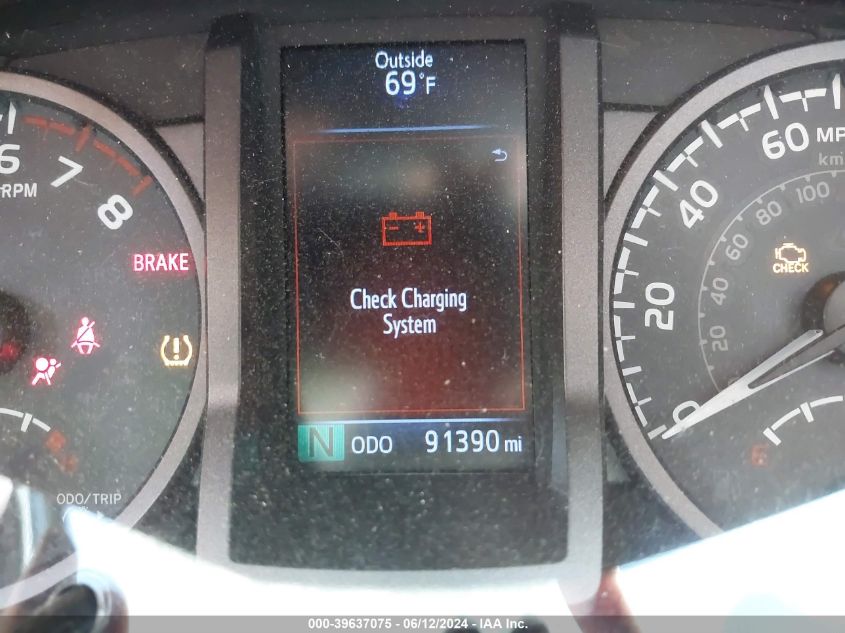 Outside
69°F
6
7
8
RPM
BRAKE
ODO/TRIP
- +
Check Charging
System
N ODO 91390 mi
60 MP
km
40
20
0
100
80
60
40
20
CHECK
000-39637075 - 06/12/2024 - IAA Inc.